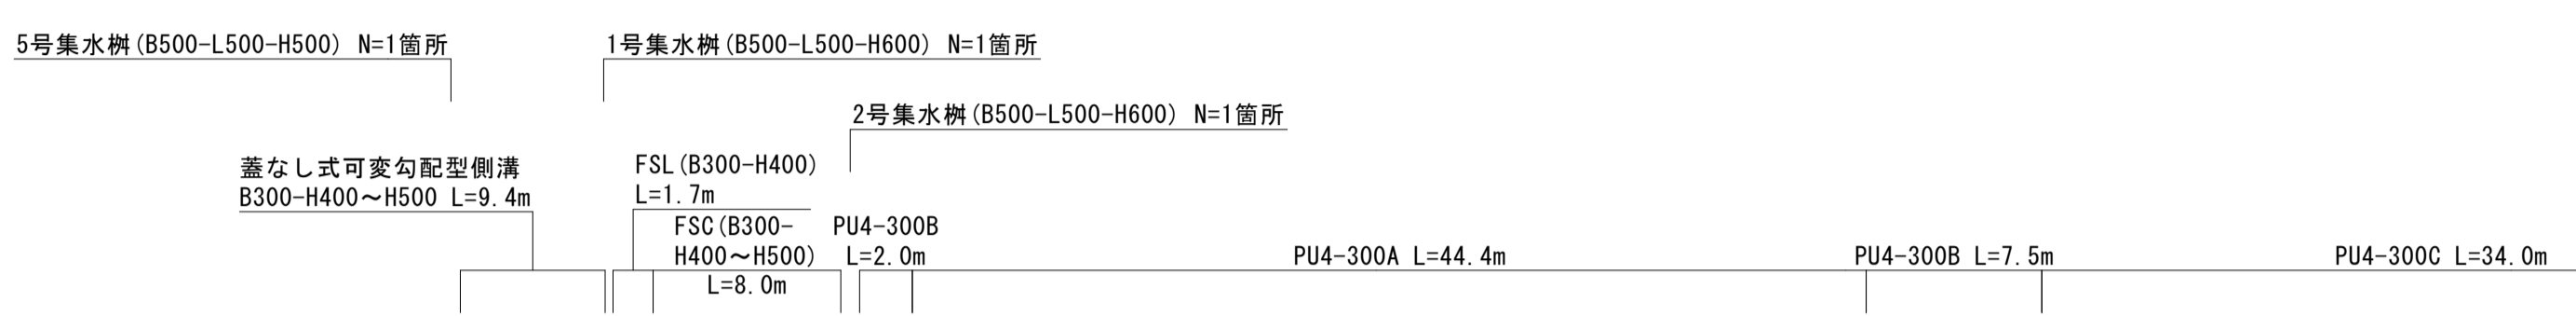 5号集水桝(B500-L500-H500) N=1箇所
1号集水桝(B500-L500-H600) N=1箇所
2号集水桝(B500-L500-H600) N=1箇所
蓋なし式可変勾配型側溝
B300-H400～H500 L=9.4m
FSL(B300-H400)
L=1.7m
FSC(B300-
H400～H500)
L=8.0m
PU4-300B
L=2.0m
PU4-300A L=44.4m
PU4-300B L=7.5m
PU4-300C L=34.0m